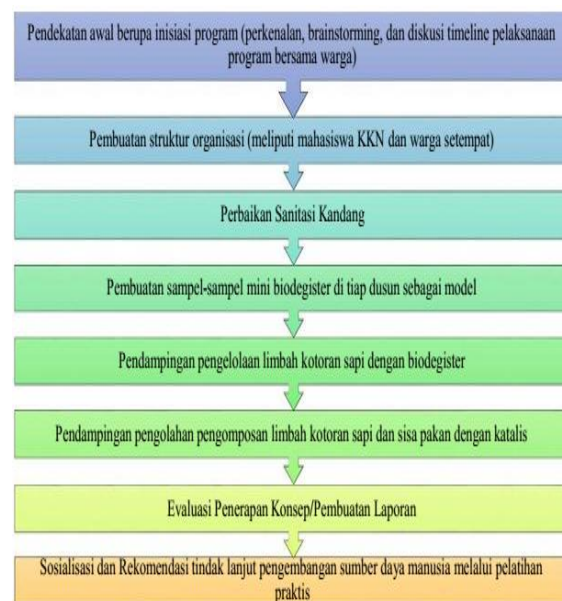 Pendekatan awal berupa inisiasi program (perkenalan, brainstorming, dan diskusi timeline pelaksanaan
program bersama warga)
Pembuatan struktur organisasi (meliputi mahasiswa KKN dan warga setempat)
Perbaikan Sanitasi Kandang
Pembuatan sampel-sampel mini biodegister di tiap dusun sebagai model
Pendampingan pengelolaan limbah kotoran sapi dengan biodegister
Pendampingan pengolahan pengomposan limbah kotoran sapi dan sisa pakan dengan katalis
Evaluasi Penerapan Konsep/Pembuatan Laporan
Sosialisasi dan Rekomendasi tindak lanjut pengembangan sumber daya manusia melalui pelatihan
praktis